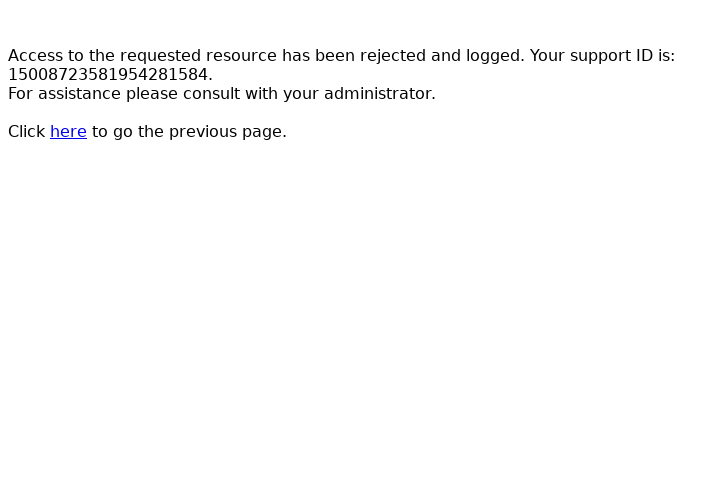 Access to the requested resource has been rejected and logged. Your support ID is:
15008723581954281584.
For assistance please consult with your administrator.
Click here to go the previous page.